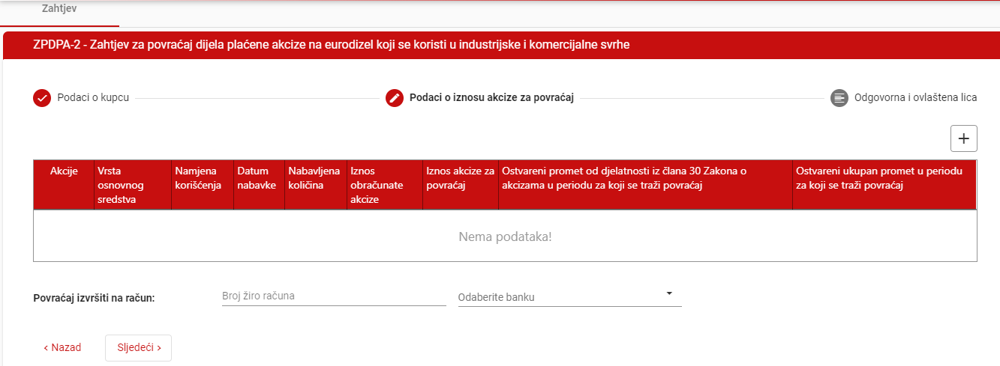 Zahtjev
ZPDPA-2 - Zahtjev za povraćaj dijela plaćene akcize na eurodizel koji se koristi u industrijske i komercijalne svrhe
Podaci o kupcu
Podaci o iznosu akcize za povraćaj
Odgovorna i ovlaštena lica
Akcije
Vrsta
osnovnog
sredstva
Namjena
korišćenja
Datum
nabavke
Nabavljena
količina
Iznos
obračunate
akcize
Iznos akcize za
povraćaj
Ostvareni promet od djelatnosti iz člana 30 Zakona o
akcizama u periodu za koji se traži povraćaj
Ostvareni ukupan promet u periodu
za koji se traži povraćaj
Nema podataka!
Povraćaj izvršiti na račun:
Broj žiro računa
Odaberite banku
Nazad
Sljedeći